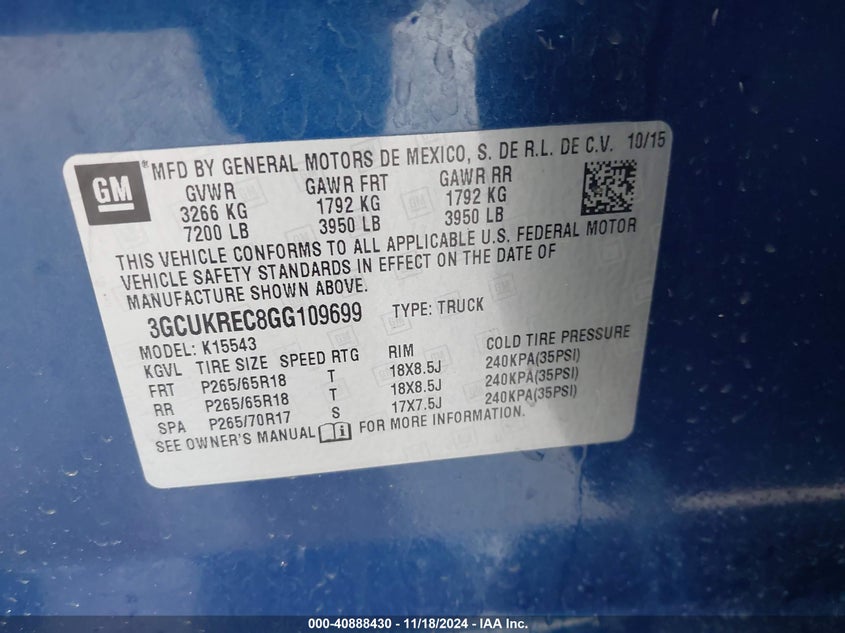 GM
® MFD BY GENERAL MOTORS DE MEXICO, S. DE R.L. DE C.V. 10/15
GVWR GAWR FRT GAWR RR
3266 KG 1792 KG 1792 KG
7200 LB 3950 LB 3950 LB
THIS VEHICLE CONFORMS TO ALL APPLICABLE U.S. FEDERAL MOTOR
VEHICLE SAFETY STANDARDS IN EFFECT ON THE DATE OF
MANUFACTURE SHOWN ABOVE.
3GCUKREC8GG109699 TYPE: TRUCK
MODEL: K15543
KGVL TIRE SIZE SPEED RTG RIM COLD TIRE PRESSURE
FRT P265/65R18 T 18X8.5J 240KPA(35PSI)
RR P265/65R18 T 18X8.5J 240KPA(35PSI)
SPA P265/70R17 S 17X7.5J 240KPA(35PSI)
SEE OWNER'S MANUAL FOR MORE INFORMATION.
000-40888430 - 11/18/2024 - IAA Inc.